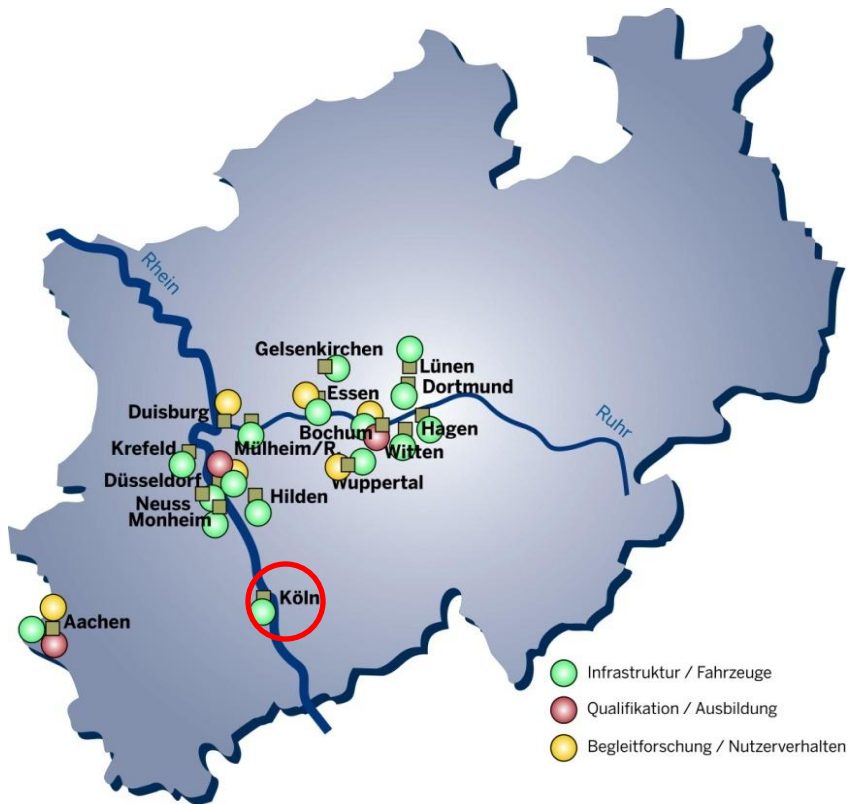 Rhein
Gelsenkirchen
Lünen
Essen
Dortmund
Duisburg
Ruhr
Bochum
Hagen
Krefeld
Mülheim/R.
Witten
Düsseldorf
Wuppertal
Neuss
Hilden
Monheim
Köln
Aachen
Infrastruktur / Fahrzeuge
Qualifikation / Ausbildung
Begleitforschung / Nutzerverhalten